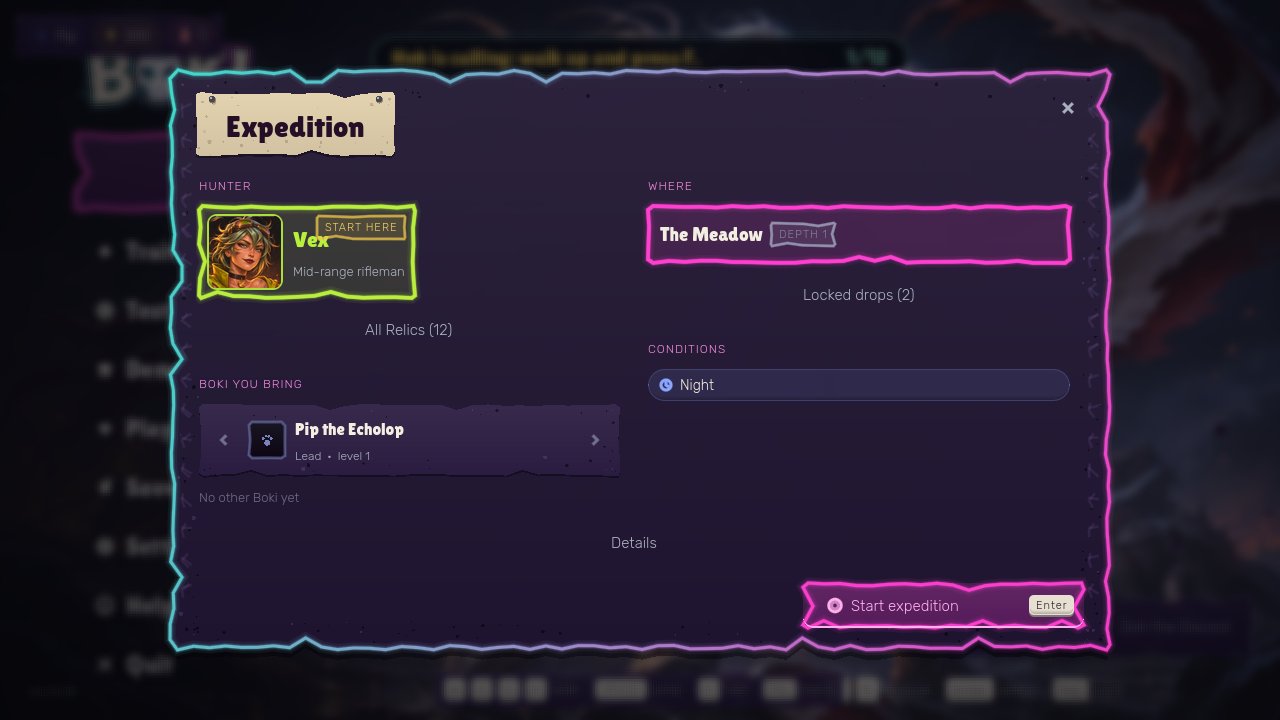 Expedition
HUNTER
START HERE
Vex
Mid-range rifleman
All Relics (12)
BOKI YOU BRING
Pip the Echolop
Lead • level 1
No other Boki yet
WHERE
The Meadow DEPTH 1
Locked drops (2)
CONDITIONS
Night
Details
Start expedition Enter
Quit